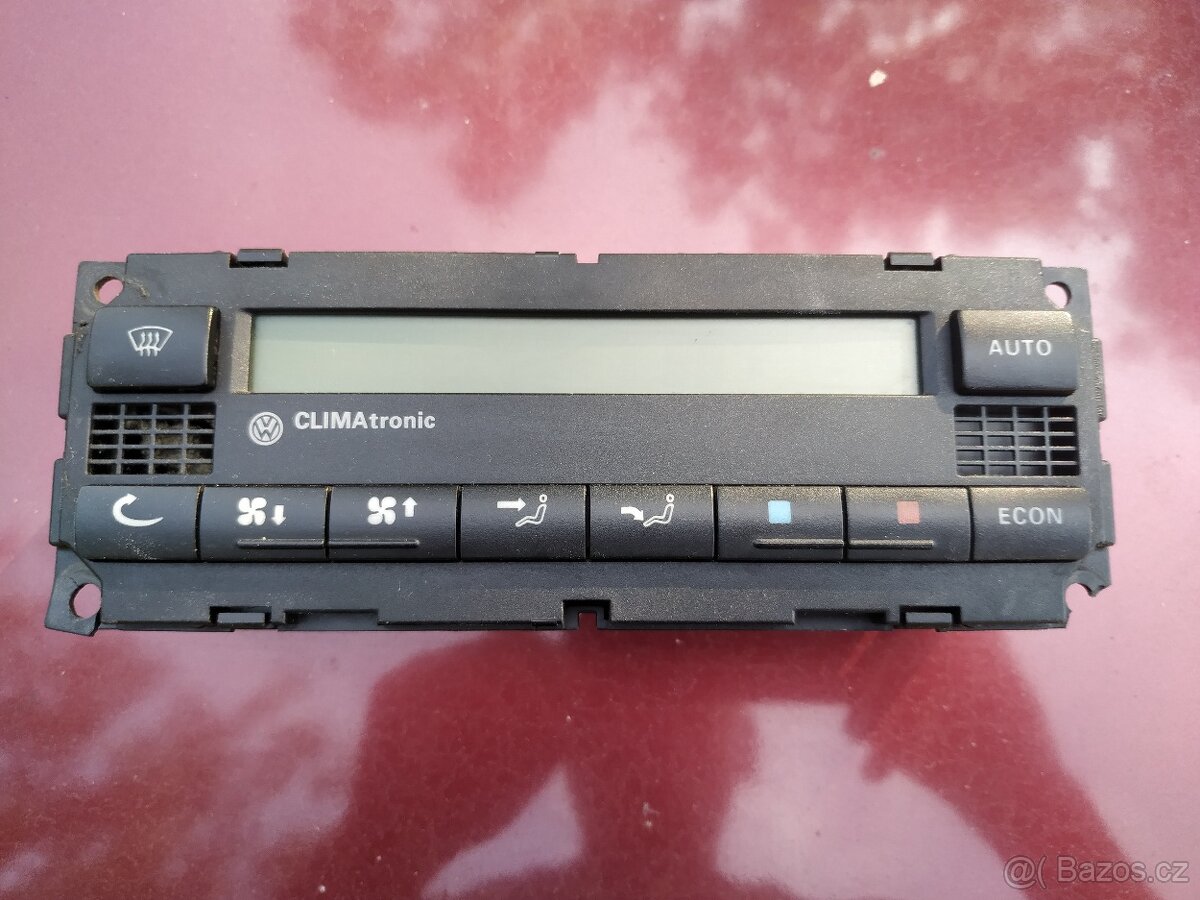 AUTO
CLIMAtronic
ECON
@( Bazos.cz